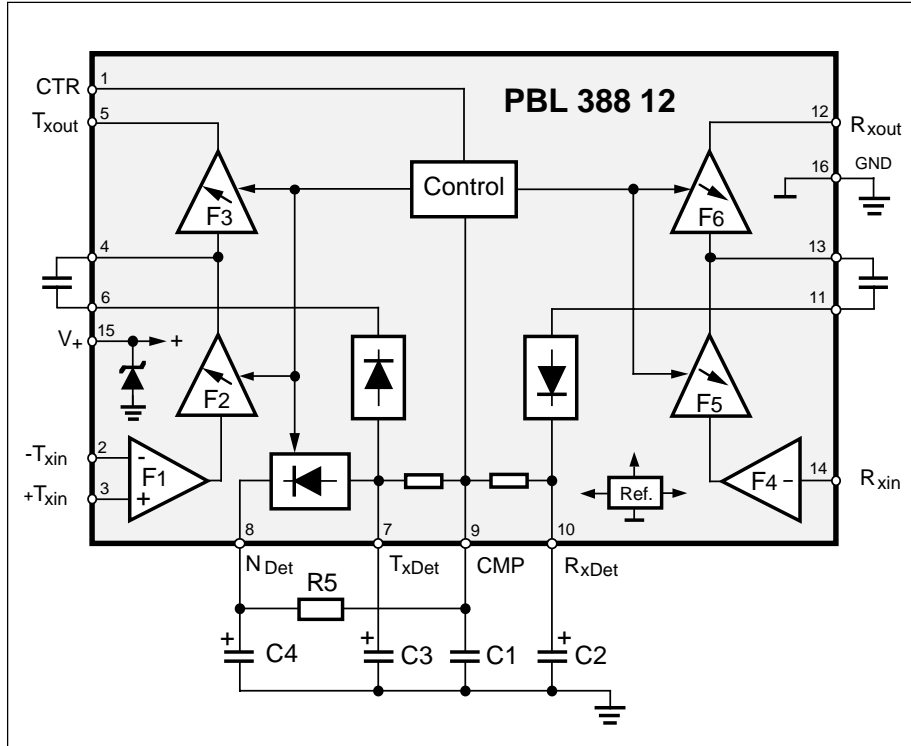 CTR 1
PBL 388 12
Txout 5
12 Rxout
16 GND
Control
F3
F6
4
13
6
11
15
V+ +
F2
F5
-Txin 2 -
F1
+Txin 3 +
F4 - 14 Rxin
Ref.
8 7 9 10
NDet TxDet CMP RxDet
R5
+ C4 + C3 C1 + C2